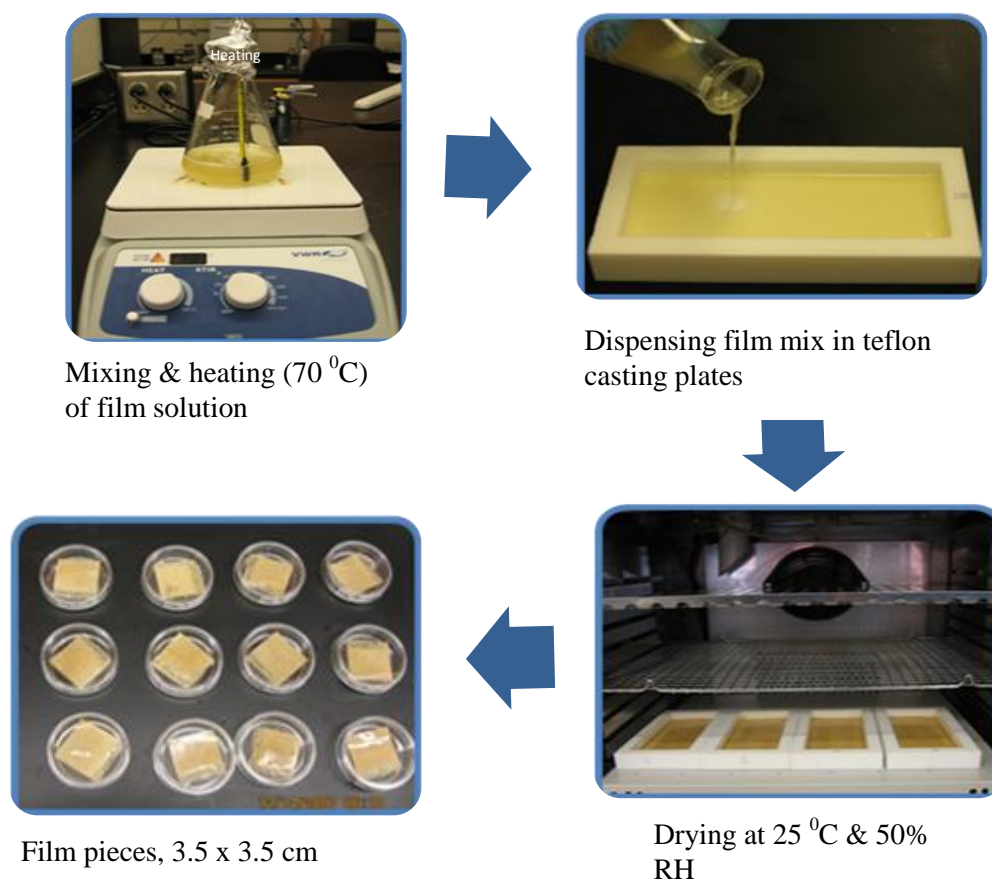 Heating
VWR
HEAT
STIR
Mixing & heating (70 ⁰C)
of film solution
Dispensing film mix in teflon
casting plates
Film pieces, 3.5 x 3.5 cm
Drying at 25 ⁰C & 50%
RH